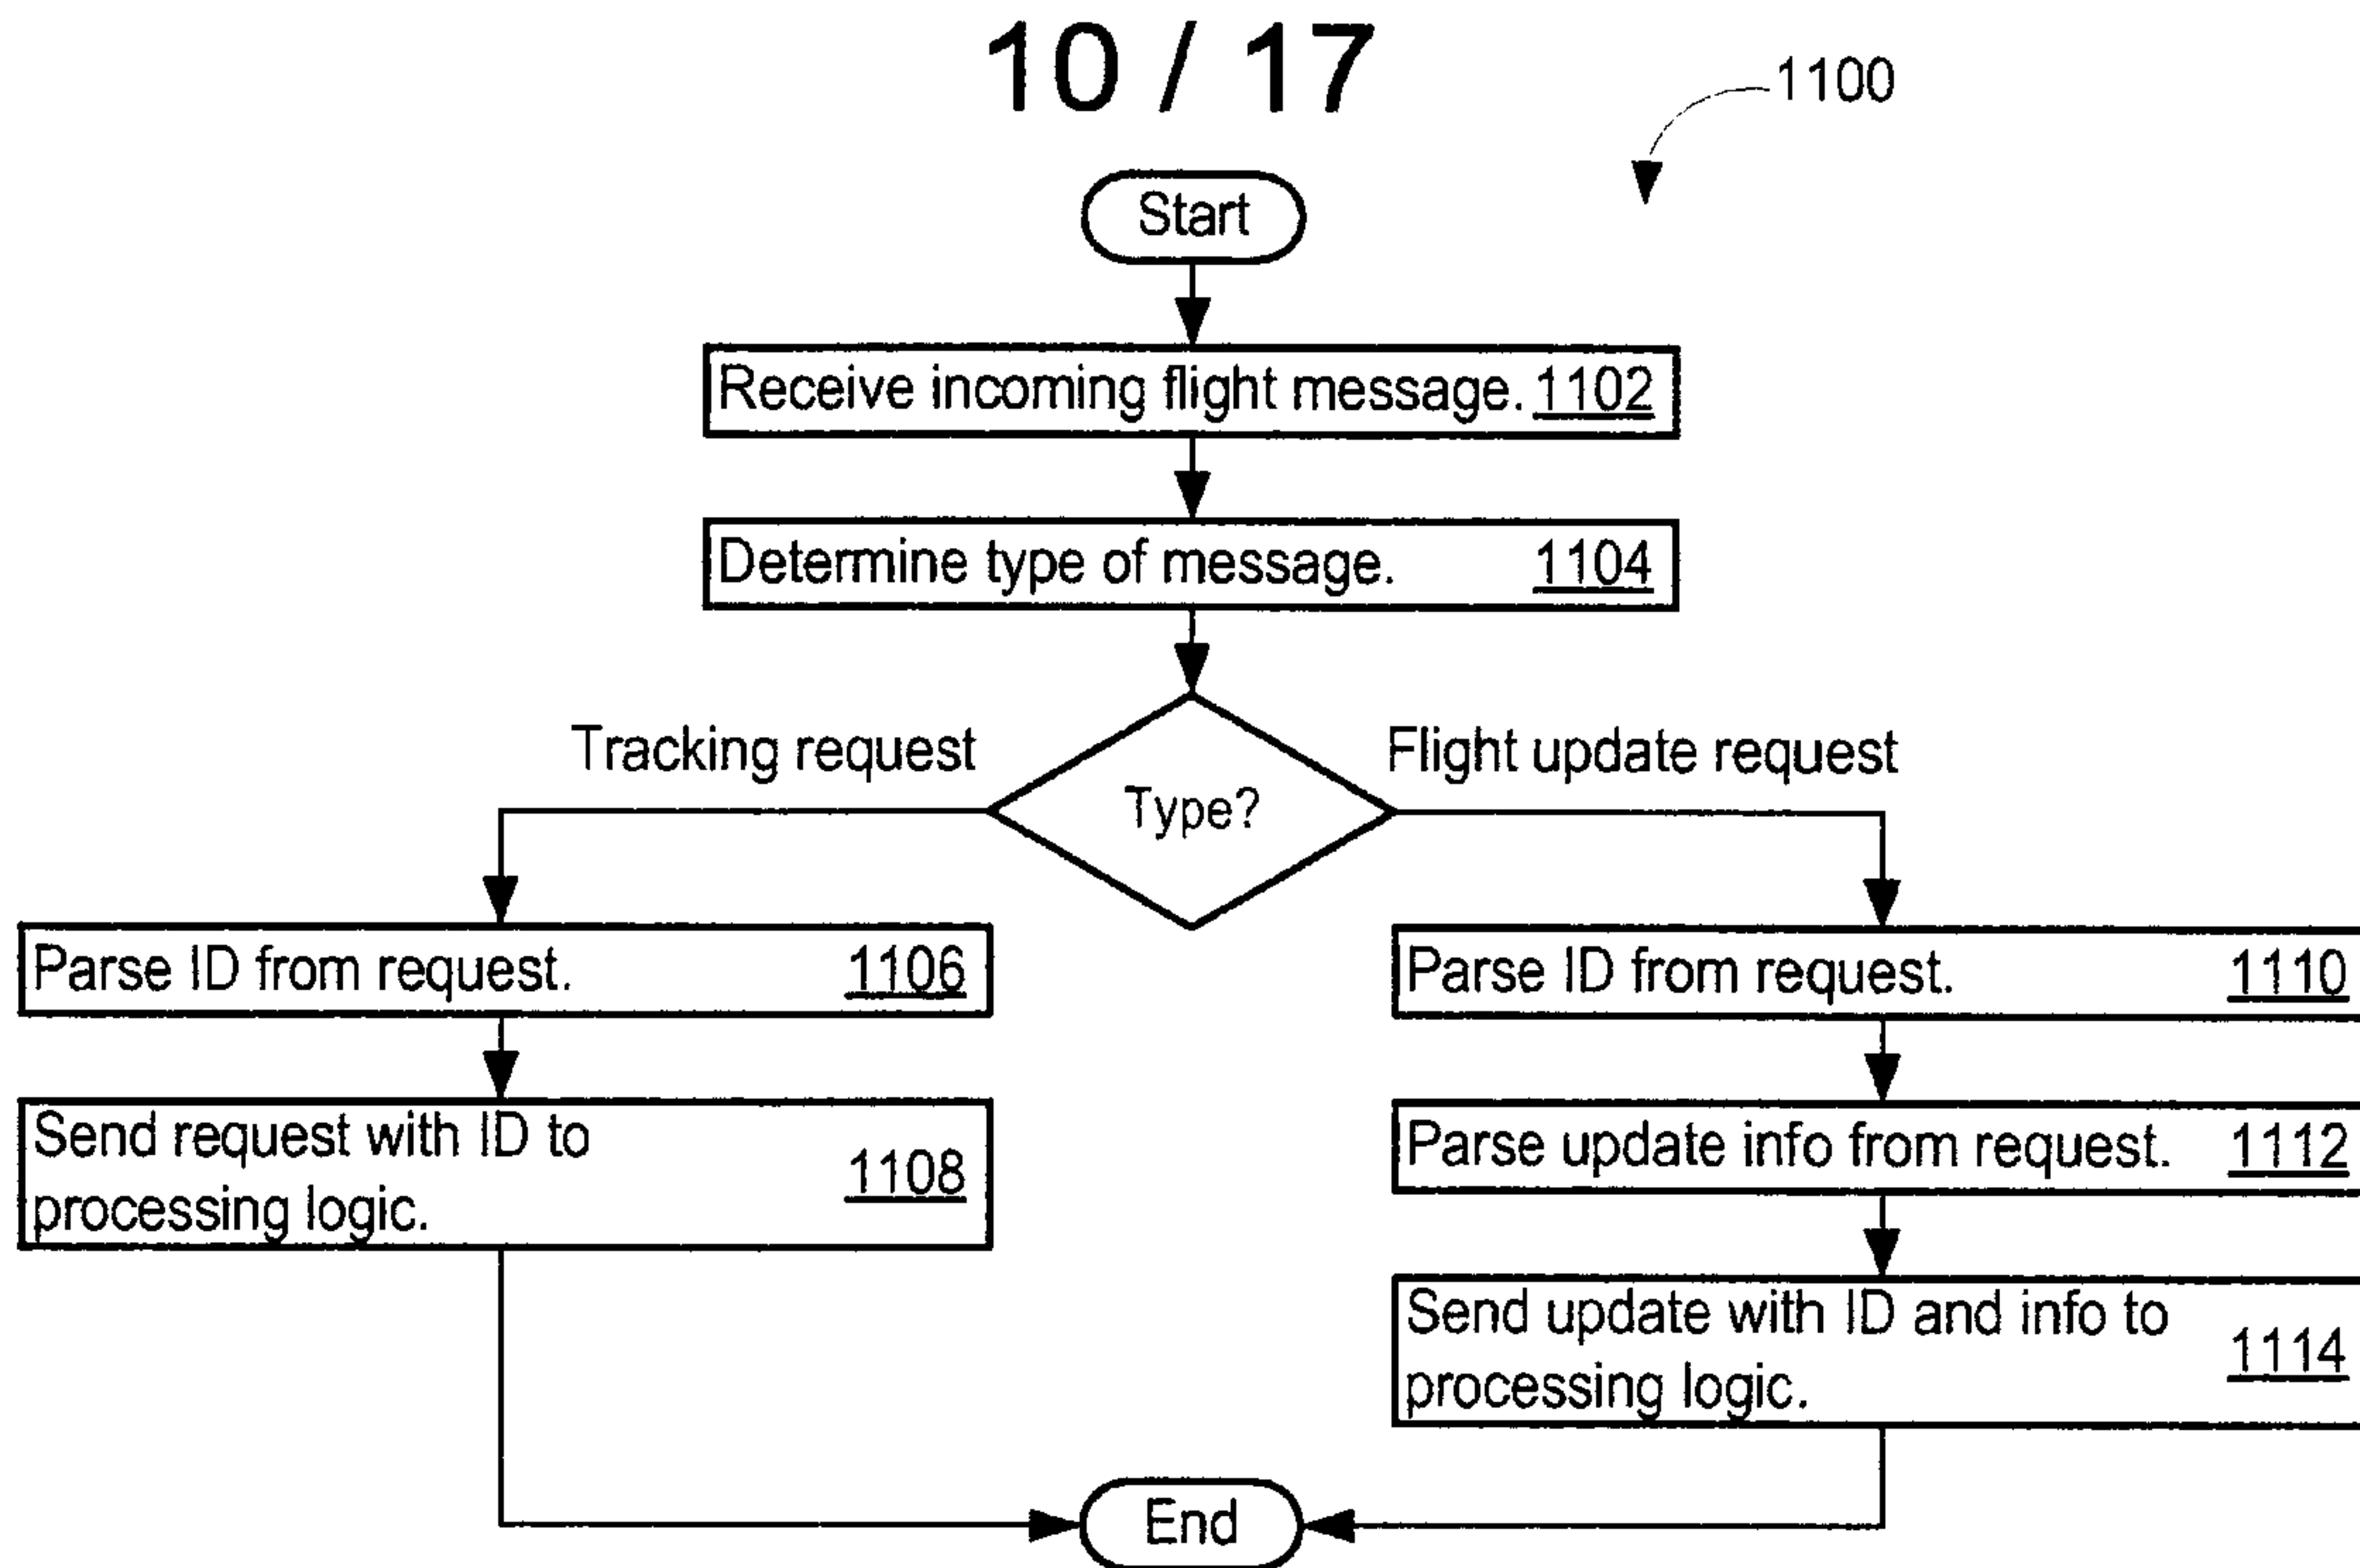 10 / 17
1100
Start
Receive incoming flight message. 1102
Determine type of message. 1104
Type?
Tracking request
Flight update request
Parse ID from request. 1106
Send request with ID to
processing logic.
1108
Parse ID from request. 1110
Parse update info from request. 1112
Send update with ID and info to
processing logic.
1114
End